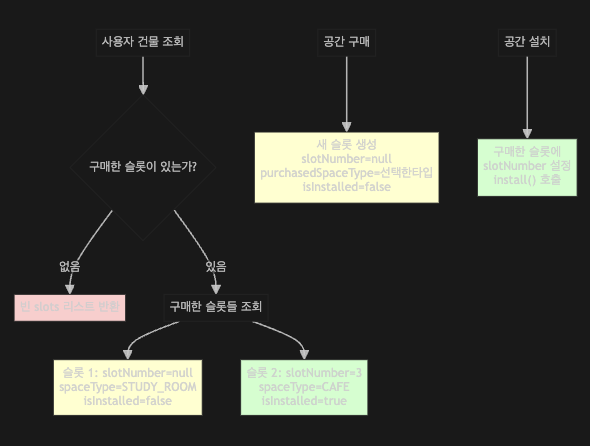 사용자 건물 조회
공간 구매
공간 설치
구매한 슬롯이 있는가?
새 슬롯 생성
slotNumber=null
purchasedSpaceType=선택한타입
isInstalled=false
구매한 슬롯에
slotNumber 설정
install() 호출
없음
있음
빈 slots 리스트 반환
구매한 슬롯들 조회
슬롯 1: slotNumber=null
spaceType=STUDY_ROOM
isInstalled=false
슬롯 2: slotNumber=3
spaceType=CAFE
isInstalled=true